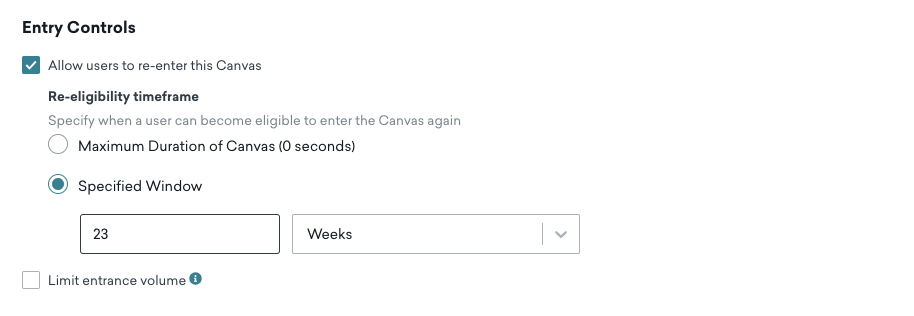 Entry Controls
Allow users to re-enter this Canvas
Re-eligibility timeframe
Specify when a user can become eligible to enter the Canvas again
Maximum Duration of Canvas (0 seconds)
Specified Window
23 Weeks
Limit entrance volume